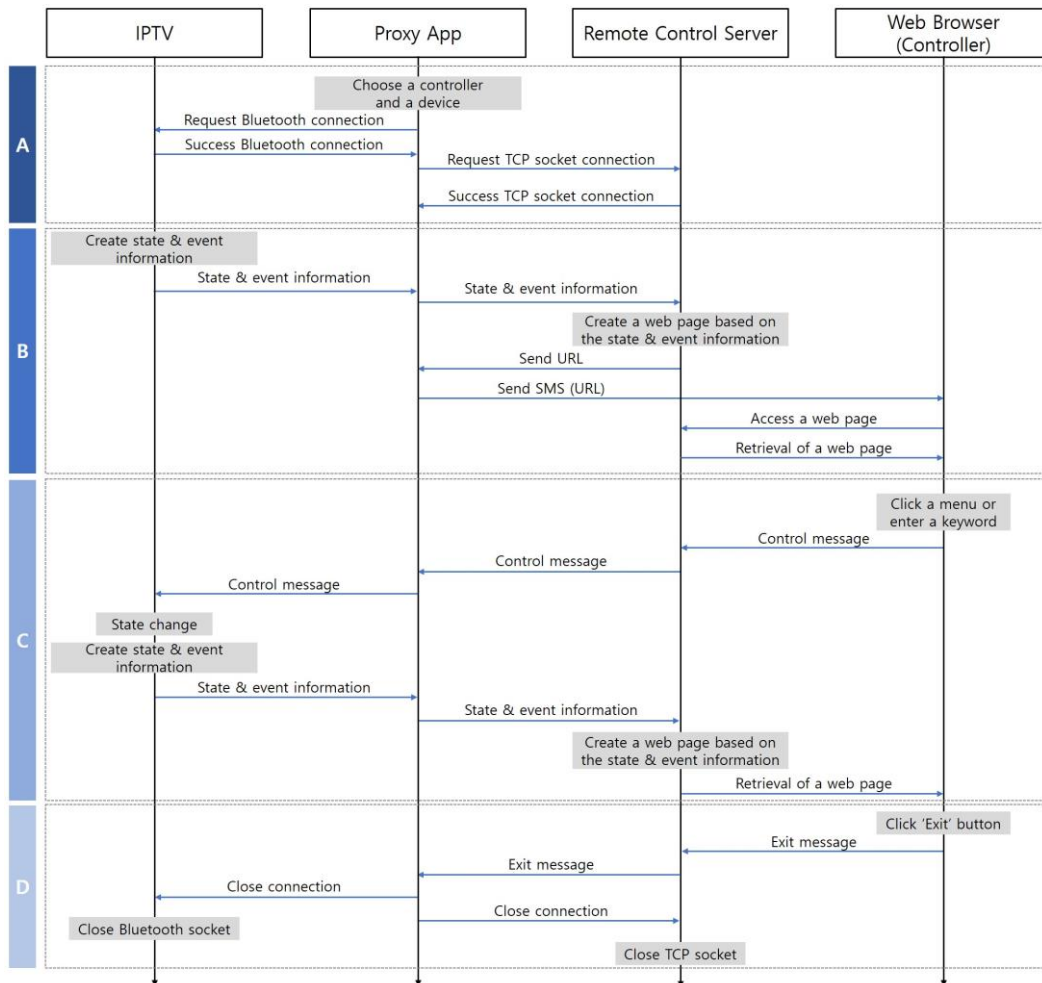 IPTV
Proxy App
Remote Control Server
Web Browser
(Controller)
A
Choose a controller
and a device
Request Bluetooth connection
Success Bluetooth connection
Request TCP socket connection
Success TCP socket connection
B
Create state & event
information
State & event information
State & event information
Create a web page based on
the state & event information
Send URL
Send SMS (URL)
Access a web page
Retrieval of a web page
C
Click a menu or
enter a keyword
Control message
Control message
Control message
State change
Create state & event
information
State & event information
State & event information
Create a web page based on
the state & event information
Retrieval of a web page
D
Click 'Exit' button
Exit message
Exit message
Close connection
Close connection
Close Bluetooth socket
Close TCP socket